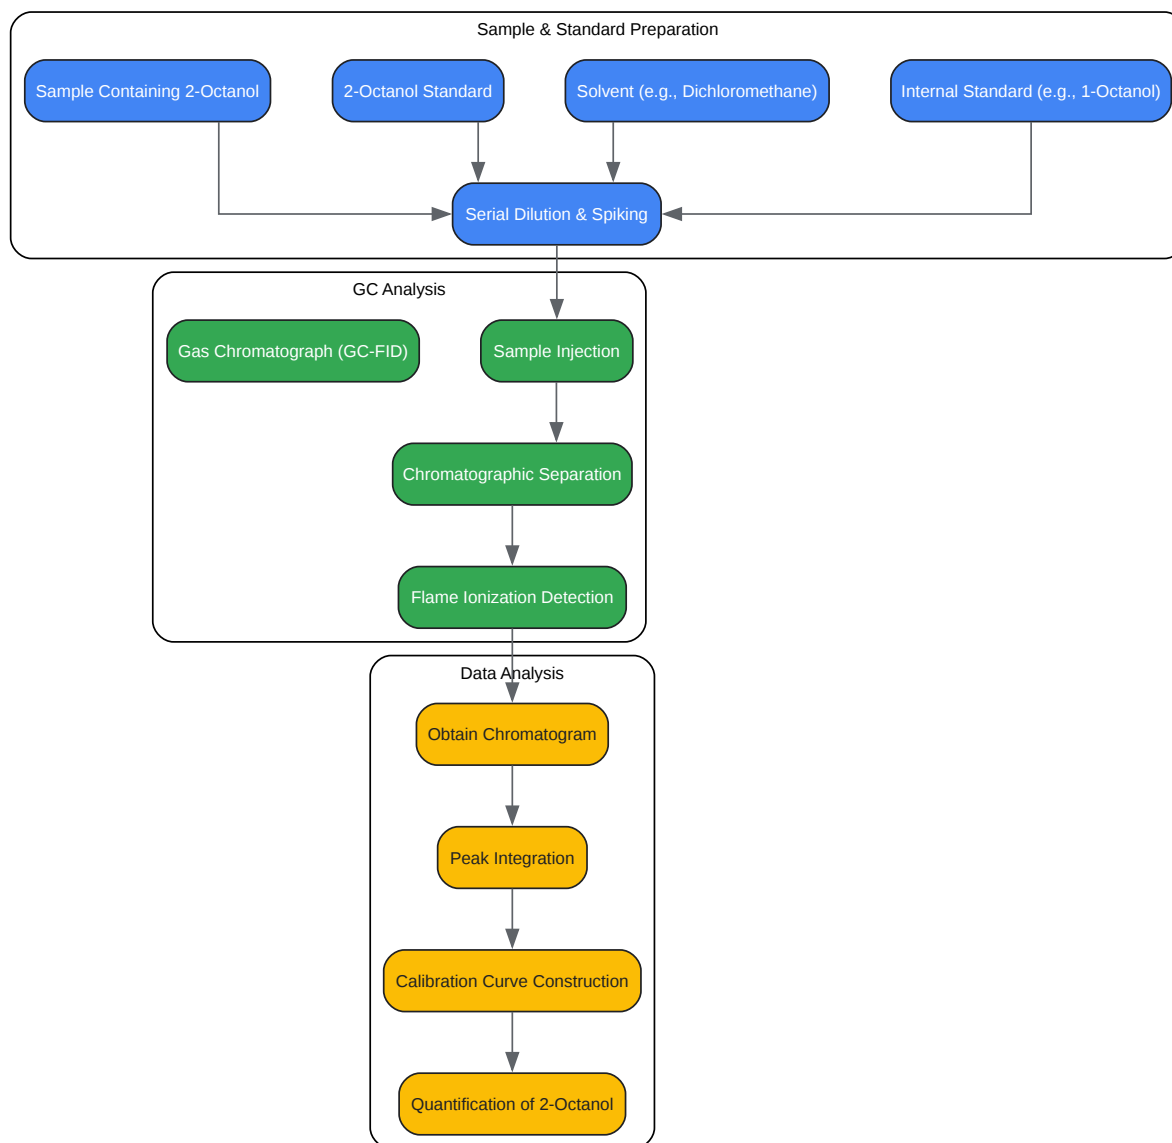 Sample & Standard Preparation
Sample Containing 2-Octanol
2-Octanol Standard
Solvent (e.g., Dichloromethane)
Internal Standard (e.g., 1-Octanol)
Serial Dilution & Spiking
GC Analysis
Gas Chromatograph (GC-FID)
Sample Injection
Chromatographic Separation
Flame Ionization Detection
Data Analysis
Obtain Chromatogram
Peak Integration
Calibration Curve Construction
Quantification of 2-Octanol